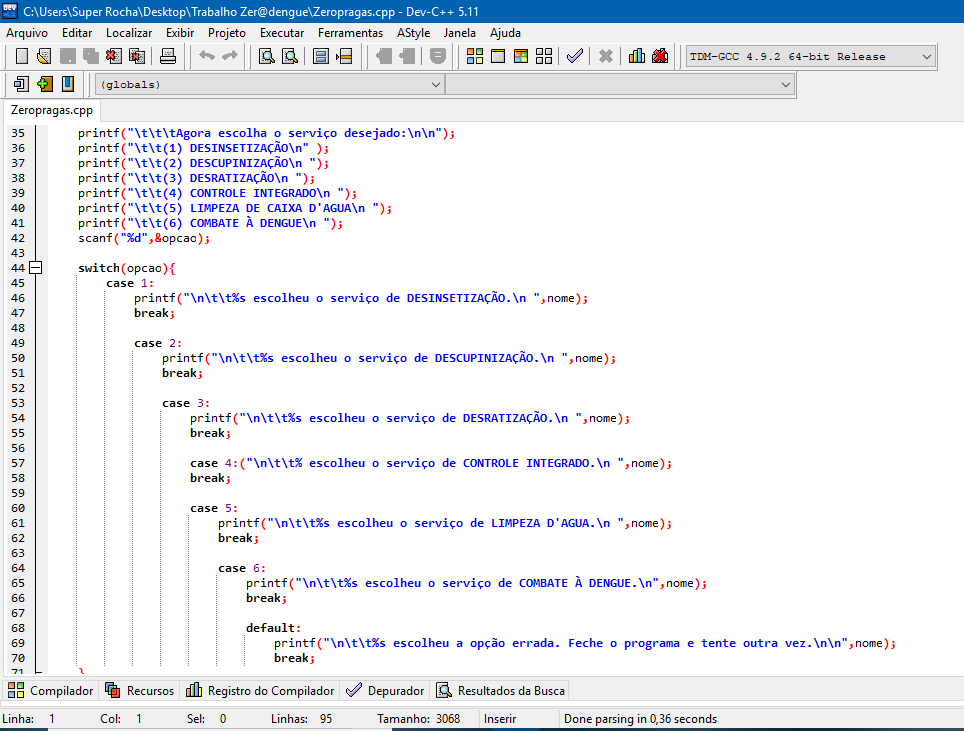 C:\Users\Super Rocha\Desktop\Trabalho Zer@dengue\Zeropragas.cpp - Dev-C++ 5.11
Arquivo Editar Localizar Exibir Projeto Executar Ferramentas AStyle Janela Ajuda
TDM-GCC 4.9.2 64-bit Release
(globals)
Zeropragas.cpp
35 printf("\t\t\tAgora escolha o serviço desejado:\n\n");
36 printf("\t\t(1) DESINSETIZAÇÃO\n" );
37 printf("\t\t(2) DESCUPINIZAÇÃO\n ");
38 printf("\t\t(3) DESRATIZAÇÃO\n ");
39 printf("\t\t(4) CONTROLE INTEGRADO\n ");
40 printf("\t\t(5) LIMPEZA DE CAIXA D'AGUA\n ");
41 printf("\t\t(6) COMBATE À DENGUE\n ");
42 scanf("%d",&opcao);
43
44 switch(opcao){
45 case 1:
46 printf("\n\t\t%s escolheu o serviço de DESINSETIZAÇÃO.\n ",nome);
47 break;
48
49 case 2:
50 printf("\n\t\t%s escolheu o serviço de DESCUPINIZAÇÃO.\n ",nome);
51 break;
52
53 case 3:
54 printf("\n\t\t%s escolheu o serviço de DESRATIZAÇÃO.\n ",nome);
55 break;
56
57 case 4:("\n\t\t% escolheu o serviço de CONTROLE INTEGRADO.\n ",nome);
58 break;
59
60 case 5:
61 printf("\n\t\t%s escolheu o serviço de LIMPEZA D'AGUA.\n ",nome);
62 break;
63
64 case 6:
65 printf("\n\t\t%s escolheu o serviço de COMBATE À DENGUE.\n",nome);
66 break;
67
68 default:
69 printf("\n\t\t%s escolheu a opção errada. Feche o programa e tente outra vez.\n\n",nome);
70 break;
71 }
Compilador Recursos Registro do Compilador Depurador Resultados da Busca
Linha: 1 Col: 1 Sel: 0 Linhas: 95 Tamanho: 3068 Inserir Done parsing in 0,36 seconds